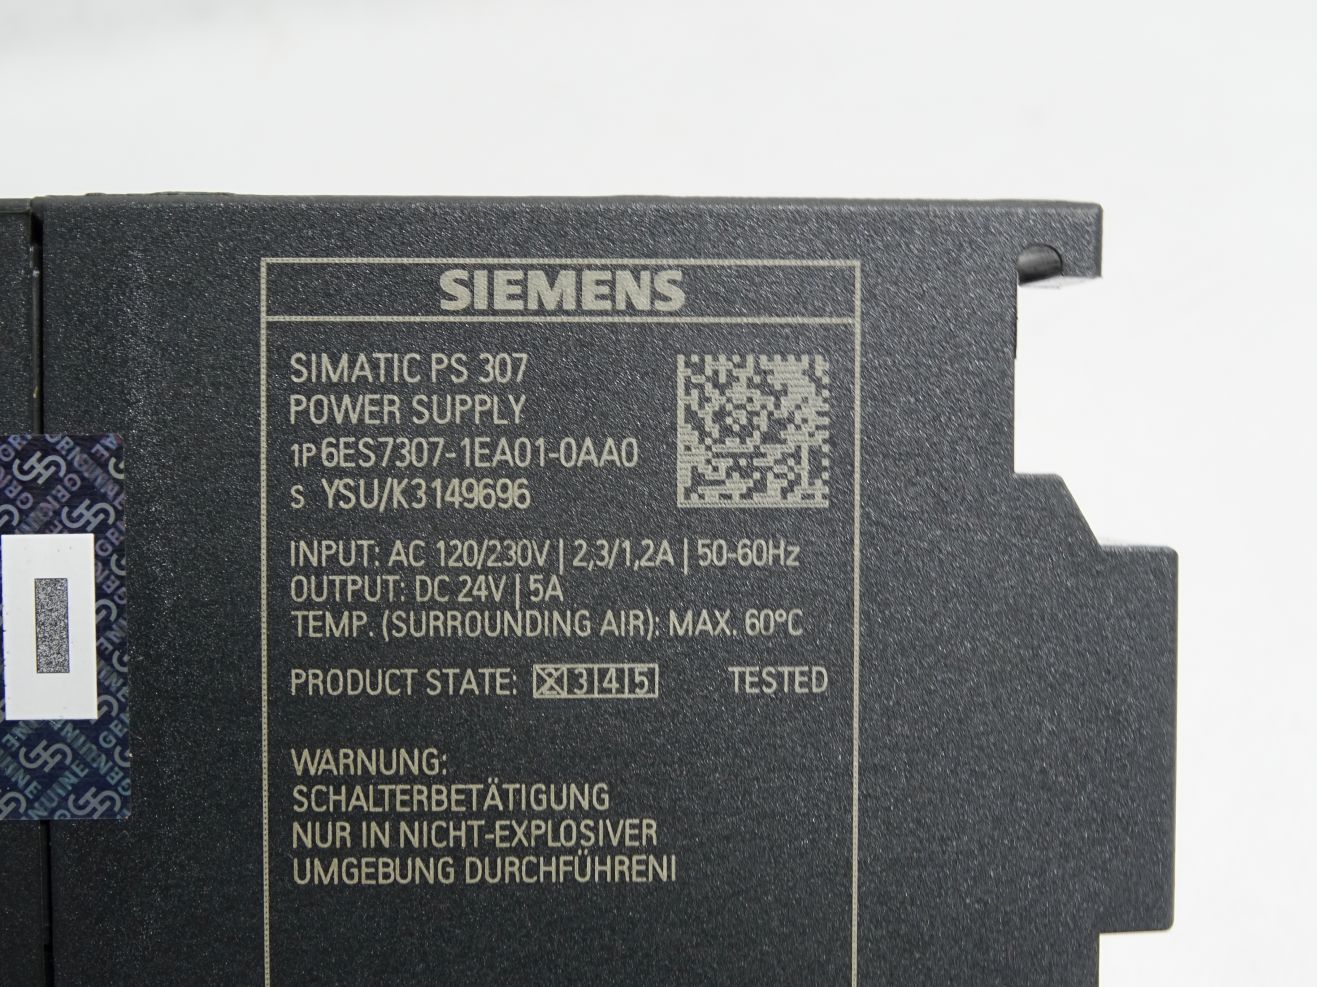 SIEMENS
SIMATIC PS 307
POWER SUPPLY
1P 6ES7307-1EA01-0AA0
S YSU/K3149696
INPUT: AC 120/230V | 2,3/1,2A | 50-60Hz
OUTPUT: DC 24V | 5A
TEMP. (SURROUNDING AIR): MAX. 60°C
PRODUCT STATE: X 3 4 5 TESTED
WARNUNG:
SCHALTERBETÄTIGUNG
NUR IN NICHT-EXPLOSIVER
UMGEBUNG DURCHFÜHREN!
GENUINE